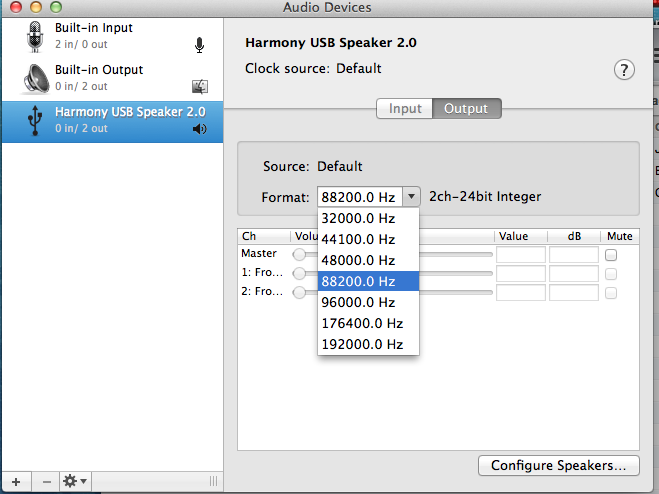 Audio Devices
Built-in Input
2 in/ 0 out
Built-in Output
0 in/ 2 out
Harmony USB Speaker 2.0
0 in/ 2 out
Harmony USB Speaker 2.0
Clock source: Default
?
Input
Output
Source: Default
Format: 88200.0 Hz
2ch-24bit Integer
32000.0 Hz
44100.0 Hz
48000.0 Hz
88200.0 Hz
96000.0 Hz
176400.0 Hz
192000.0 Hz
Ch
Volu
Value
dB
Mute
Master
1: Fro...
2: Fro...
Configure Speakers...